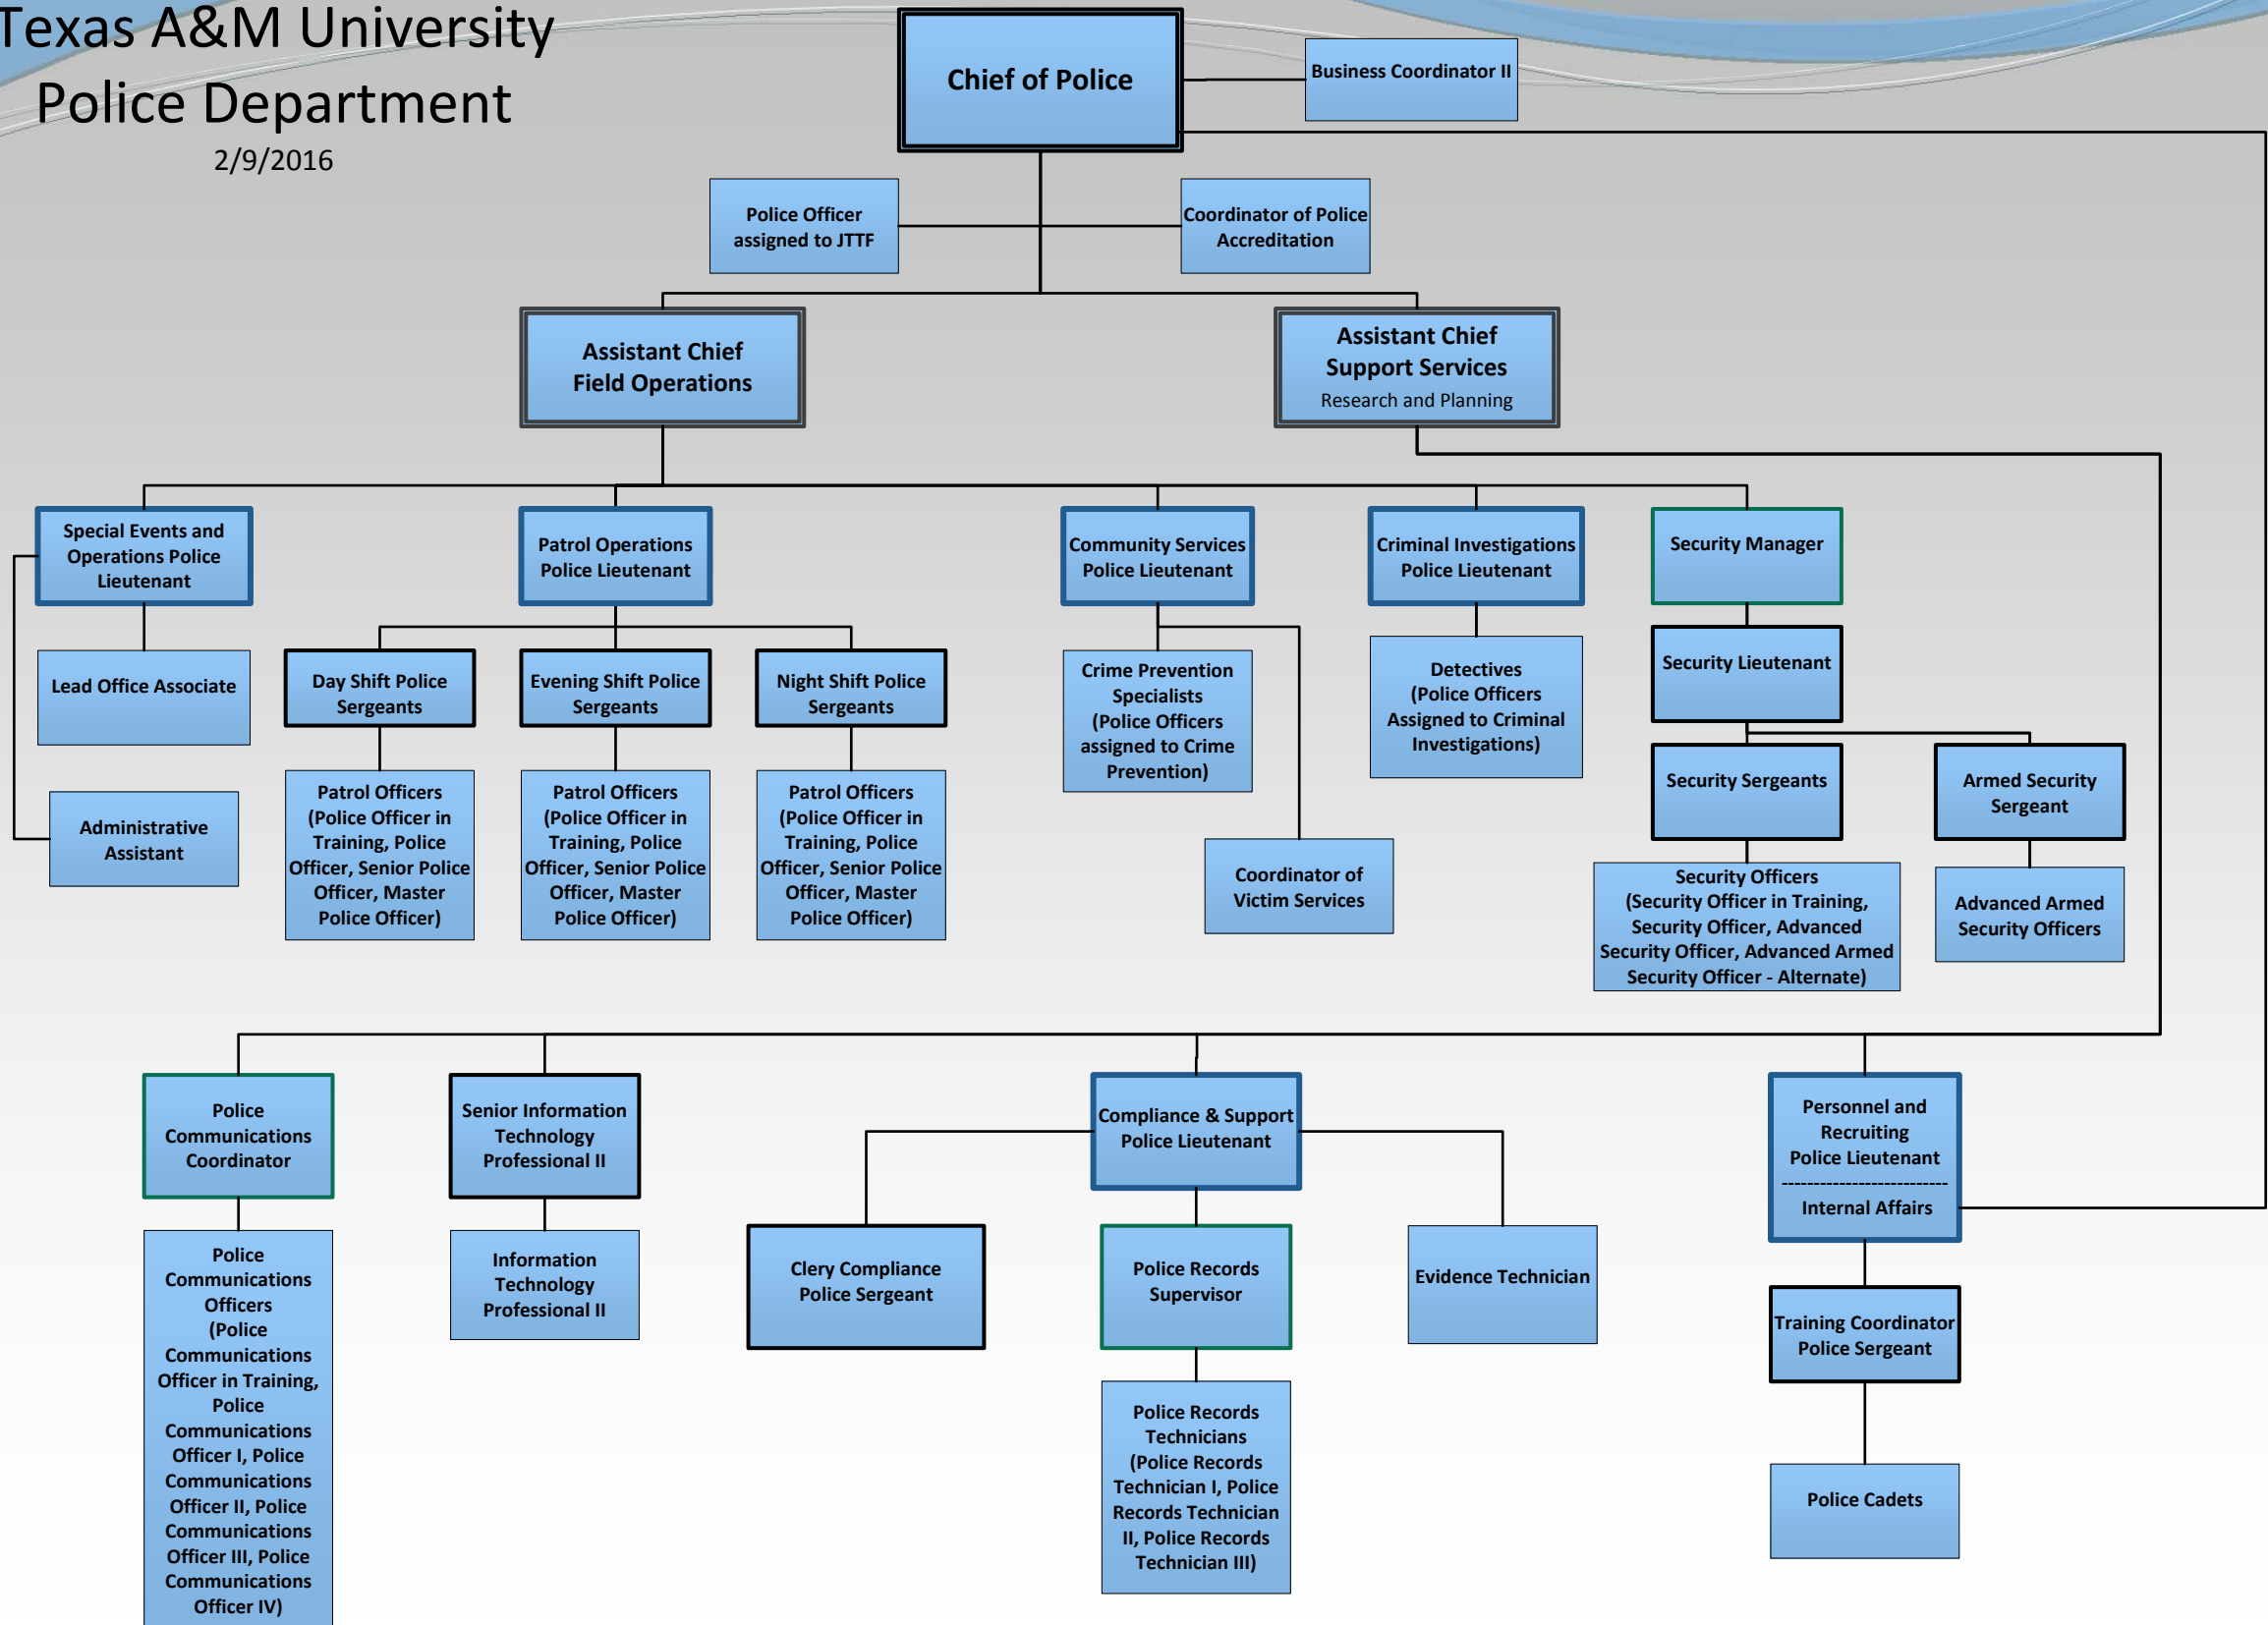 Texas A&M University
Police Department
2/9/2016
Chief of Police
Business Coordinator II
Police Officer
assigned to JTTF
Coordinator of Police
Accreditation
Assistant Chief
Field Operations
Assistant Chief
Support Services
Research and Planning
Special Events and
Operations Police
Lieutenant
Patrol Operations
Police Lieutenant
Community Services
Police Lieutenant
Criminal Investigations
Police Lieutenant
Security Manager
Lead Office Associate
Day Shift Police
Sergeants
Evening Shift Police
Sergeants
Night Shift Police
Sergeants
Crime Prevention
Specialists
(Police Officers
assigned to Crime
Prevention)
Detectives
(Police Officers
Assigned to Criminal
Investigations)
Security Lieutenant
Security Sergeants
Armed Security
Sergeant
Administrative
Assistant
Patrol Officers
(Police Officer in
Training, Police
Officer, Senior Police
Officer, Master
Police Officer)
Patrol Officers
(Police Officer in
Training, Police
Officer, Senior Police
Officer, Master
Police Officer)
Patrol Officers
(Police Officer in
Training, Police
Officer, Senior Police
Officer, Master
Police Officer)
Coordinator of
Victim Services
Security Officers
(Security Officer in Training,
Security Officer, Advanced
Security Officer, Advanced Armed
Security Officer - Alternate)
Advanced Armed
Security Officers
Police
Communications
Coordinator
Senior Information
Technology
Professional II
Compliance & Support
Police Lieutenant
Personnel and
Recruiting
Police Lieutenant
--------------------------
Internal Affairs
Police
Communications
Officers
(Police
Communications
Officer in Training,
Police
Communications
Officer I, Police
Communications
Officer II, Police
Communications
Officer III, Police
Communications
Officer IV)
Information
Technology
Professional II
Clery Compliance
Police Sergeant
Police Records
Supervisor
Evidence Technician
Training Coordinator
Police Sergeant
Police Records
Technicians
(Police Records
Technician I, Police
Records Technician
II, Police Records
Technician III)
Police Cadets